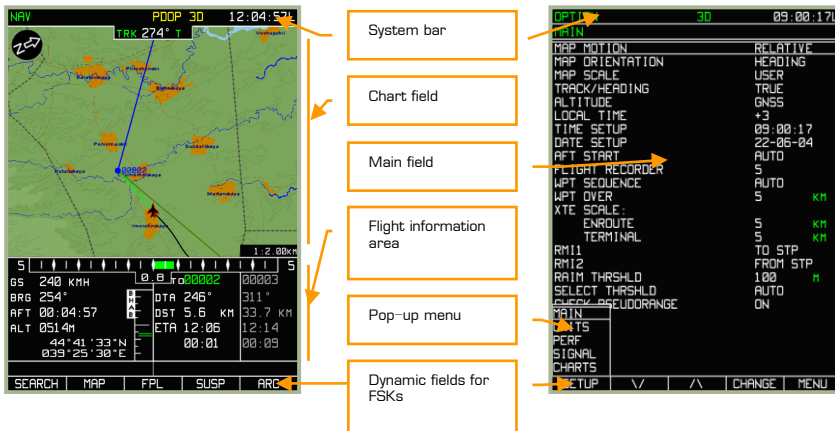 NAV PDOP 3D 12:04:57L
TRK 274° T
1:2.00KM
5 5
0.8
GS 240 KMH
TO 00002 00003
BRG 254° DTA 246° 311°
AFT 00:04:57 DST 5.6 KM 33.7 KM
ALT 0514M ETA 12:06 12:14
44°41'33"N 00:01 00:09
039°25'30"E
SEARCH MAP FPL SUSP ARC
System bar
Chart field
Main field
Flight information
area
Pop-up menu
Dynamic fields for
FSKs
3D 09:00:17L
MAIN
MAP MOTION RELATIVE
MAP ORIENTATION HEADING
MAP SCALE USER
TRACK/HEADING TRUE
ALTITUDE GNSS
LOCAL TIME +3
TIME SETUP 09:00:17
DATE SETUP 22-06-04
AFT START AUTO
FLIGHT RECORDER 5
WPT SEQUENCE AUTO
WPT OVER 5 KM
XTE SCALE:
ENROUTE 5 KM
TERMINAL 5 KM
RMI1 TO STP
RMI2 FROM STP
RAIM THRSHLD 100 M
SELECT THRSHLD AUTO
CHECK PSEUDORANGE ON
MAIN
PERF
SIGNAL
CHARTS
SETUP \/ /\ CHANGE MENU